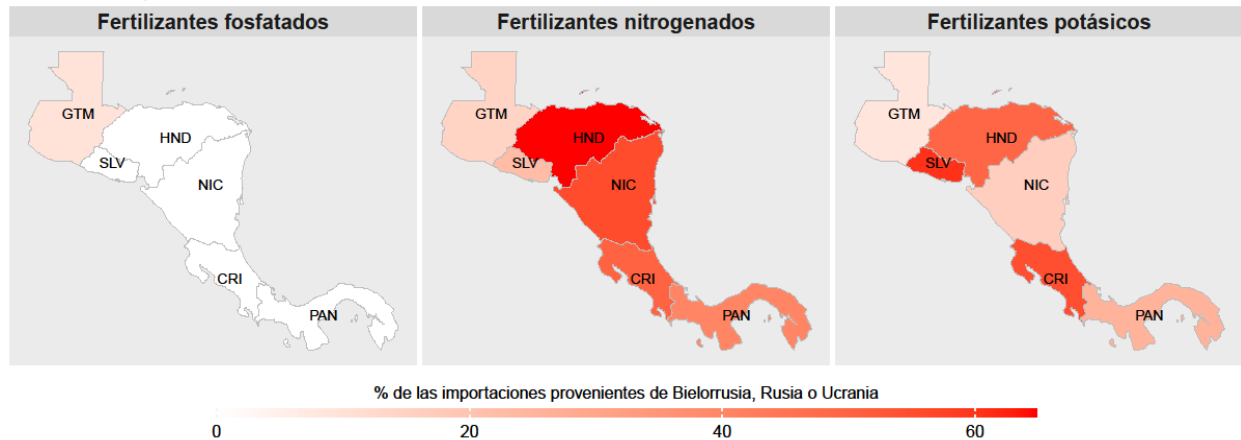 Fertilizantes fosfatados
Fertilizantes nitrogenados
Fertilizantes potásicos
GTM
HND
SLV
NIC
CRI
PAN
GTM
HND
SLV
NIC
CRI
PAN
GTM
HND
SLV
NIC
CRI
PAN
% de las importaciones provenientes de Bielorrusia, Rusia o Ucrania
0 20 40 60